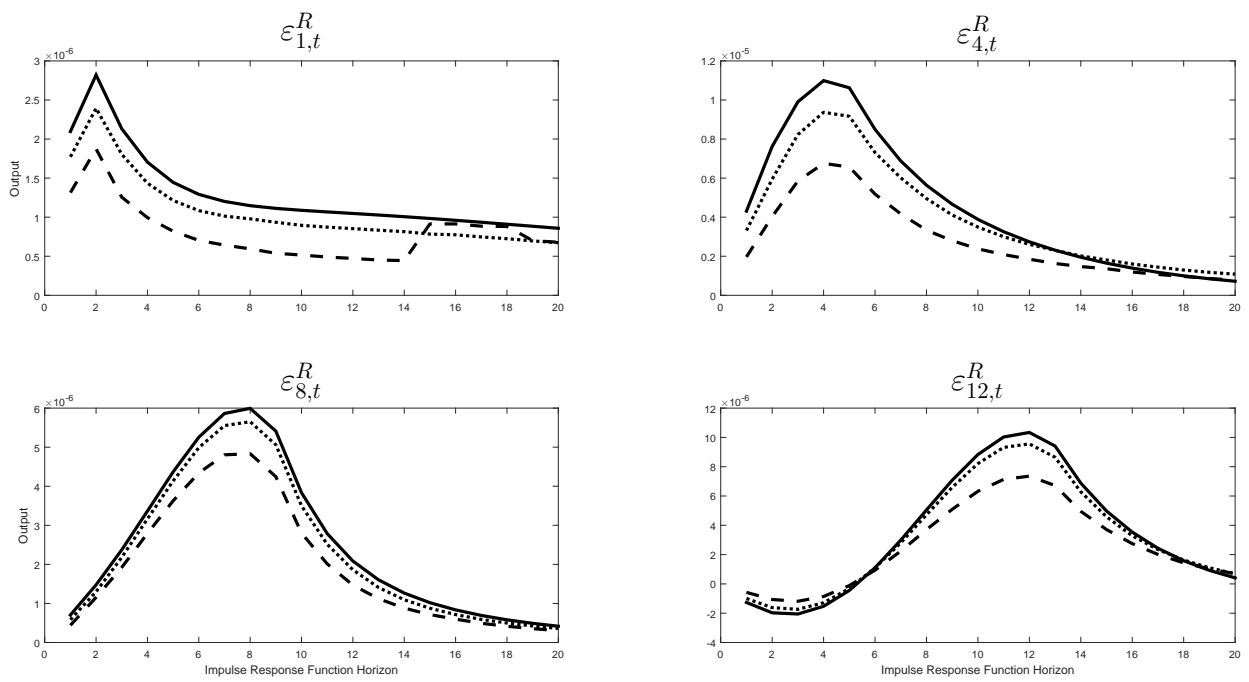 ε^R_{1,t}
×10^-6
3
2.5
2
1.5
1
0.5
0
Output
0 2 4 6 8 10 12 14 16 18 20
ε^R_{4,t}
×10^-5
1.2
1
0.8
0.6
0.4
0.2
0
0 2 4 6 8 10 12 14 16 18 20
ε^R_{8,t}
×10^-6
6
5
4
3
2
1
0
Output
0 2 4 6 8 10 12 14 16 18 20
Impulse Response Function Horizon
ε^R_{12,t}
×10^-6
12
10
8
6
4
2
0
-2
-4
0 2 4 6 8 10 12 14 16 18 20
Impulse Response Function Horizon